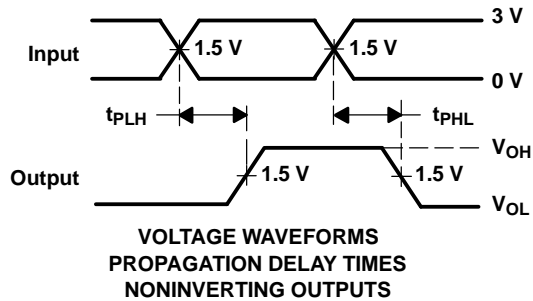 3 V
Input
1.5 V
1.5 V
0 V
tPLH
tPHL
VOH
Output
1.5 V
1.5 V
VOL
VOLTAGE WAVEFORMS
PROPAGATION DELAY TIMES
NONINVERTING OUTPUTS